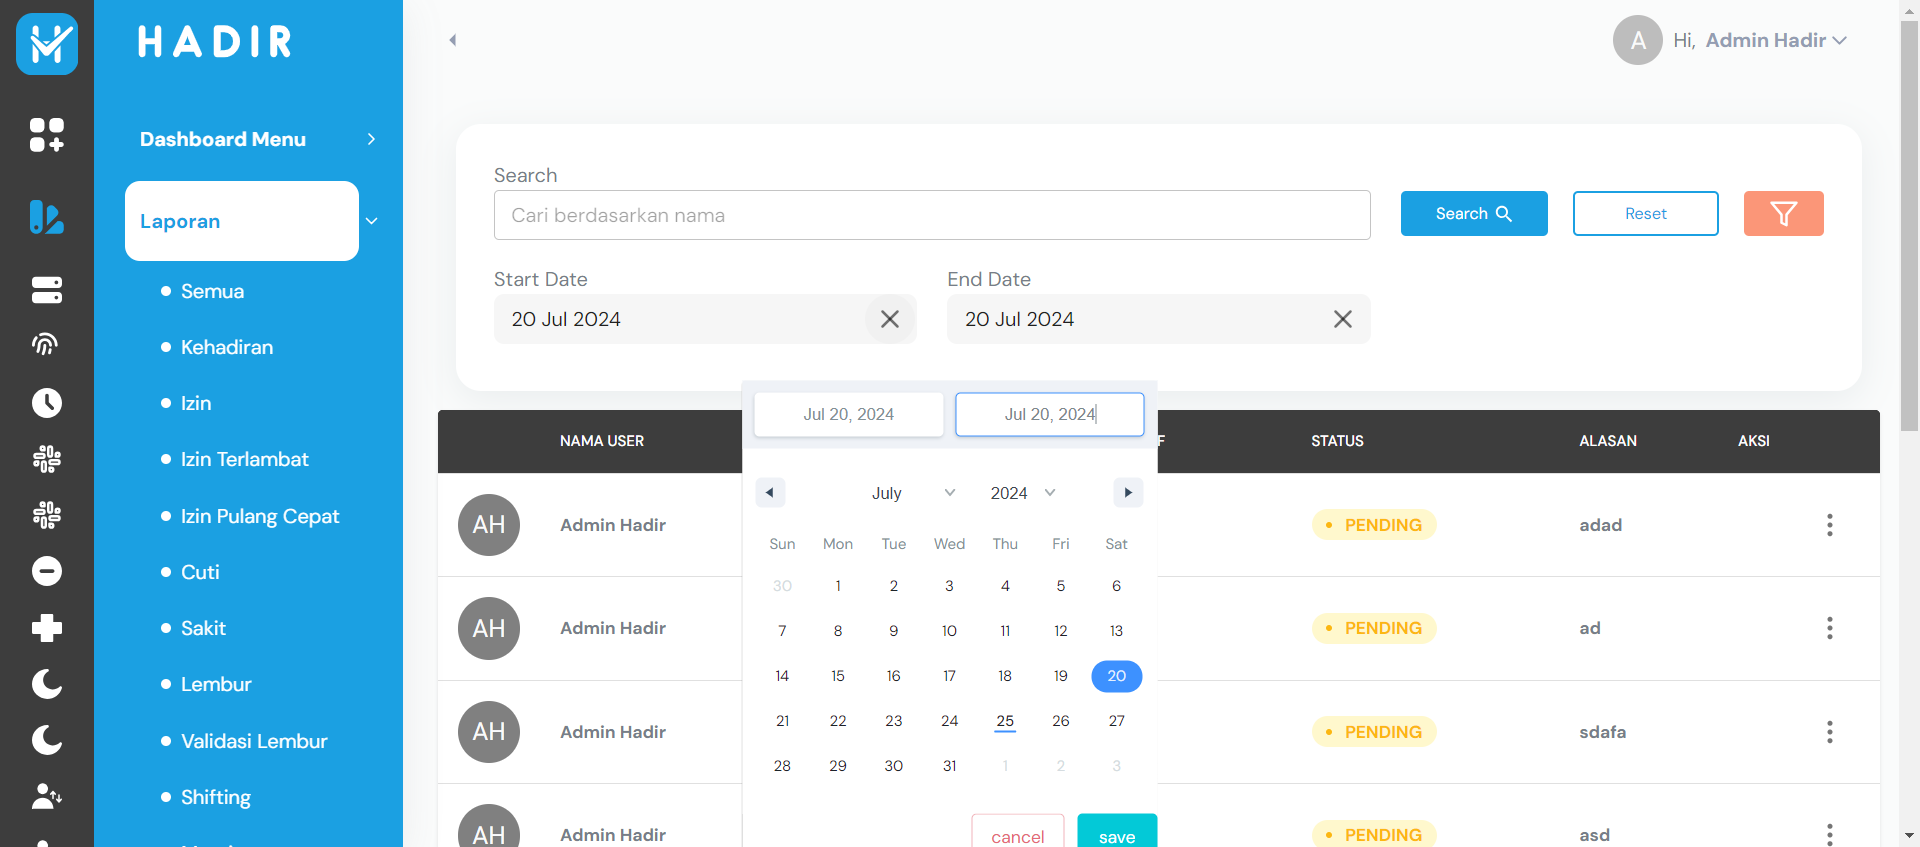 HADIR
A Hi, Admin Hadir
Dashboard Menu
Laporan
Semua
Kehadiran
Izin
Izin Terlambat
Izin Pulang Cepat
Cuti
Sakit
Lembur
Validasi Lembur
Shifting
Search
Cari berdasarkan nama
Search
Reset
Start Date
End Date
20 Jul 2024
20 Jul 2024
Jul 20, 2024
Jul 20, 2024
NAMA USER
F
STATUS
ALASAN
AKSI
July
2024
Sun Mon Tue Wed Thu Fri Sat
30 1 2 3 4 5 6
7 8 9 10 11 12 13
14 15 16 17 18 19 20
21 22 23 24 25 26 27
28 29 30 31 1 2 3
cancel
save
AH Admin Hadir PENDING adad
AH Admin Hadir PENDING ad
AH Admin Hadir PENDING sdafa
AH Admin Hadir PENDING asd